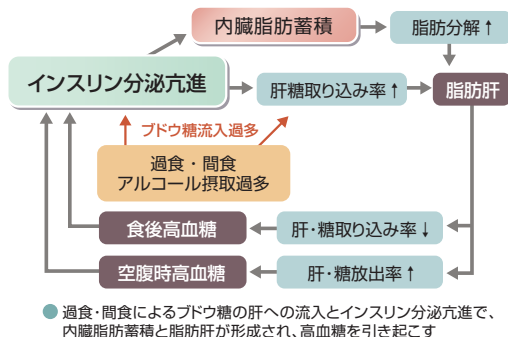 内臓脂肪蓄積
脂肪分解↑
インスリン分泌亢進
肝糖取り込み率↑
脂肪肝
ブドウ糖流入過多
過食・間食
アルコール摂取過多
食後高血糖
肝・糖取り込み率↓
空腹時高血糖
肝・糖放出率↑
過食・間食によるブドウ糖の肝への流入とインスリン分泌亢進で、
内臓脂肪蓄積と脂肪肝が形成され、高血糖を引き起こす